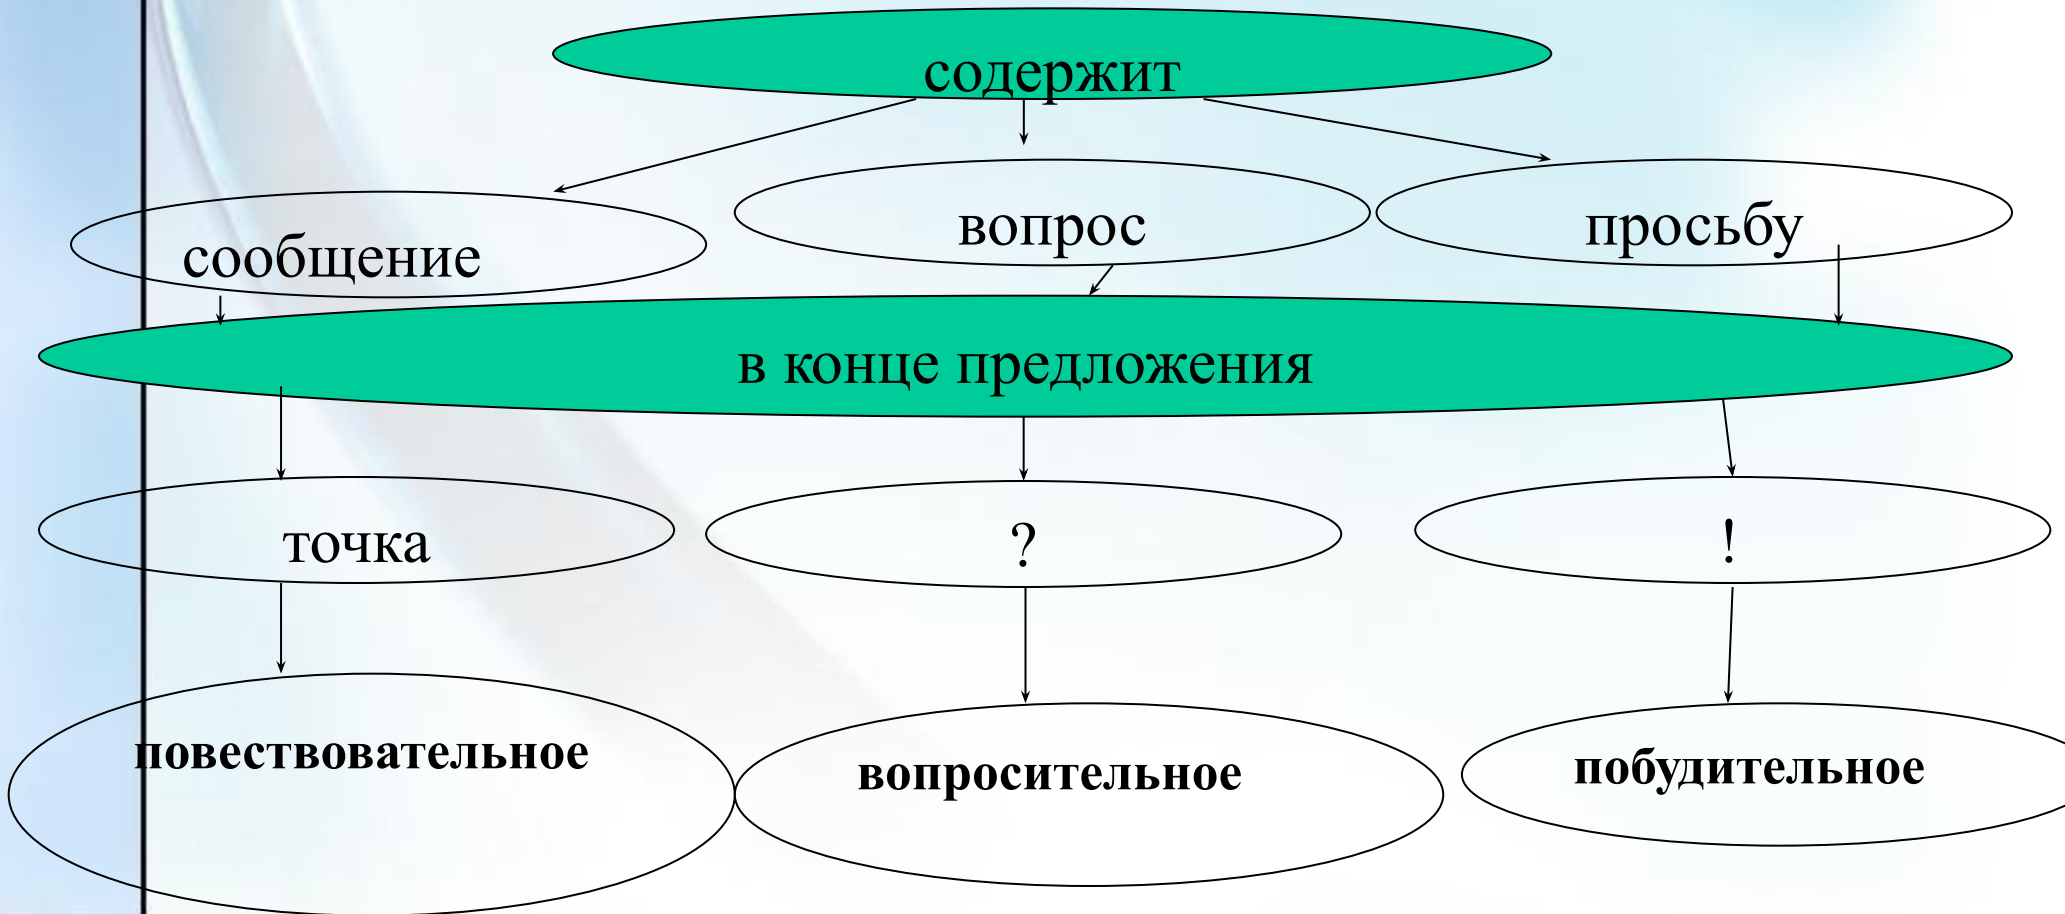 содержит
сообщение
вопрос
просьбу
в конце предложения
точка
?
!
повествовательное
вопросительное
побудительное